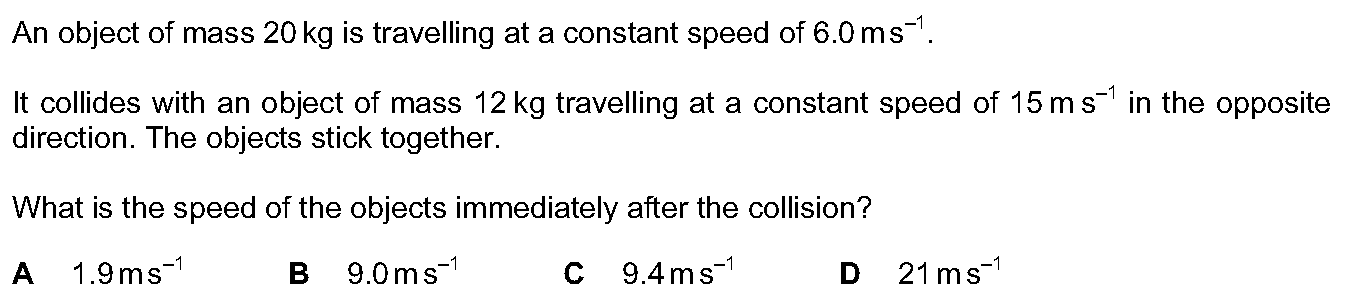 An object of mass 20 kg is travelling at a constant speed of 6.0 m s⁻¹.
It collides with an object of mass 12 kg travelling at a constant speed of 15 m s⁻¹ in the opposite
direction. The objects stick together.
What is the speed of the objects immediately after the collision?
A 1.9 m s⁻¹ B 9.0 m s⁻¹ C 9.4 m s⁻¹ D 21 m s⁻¹